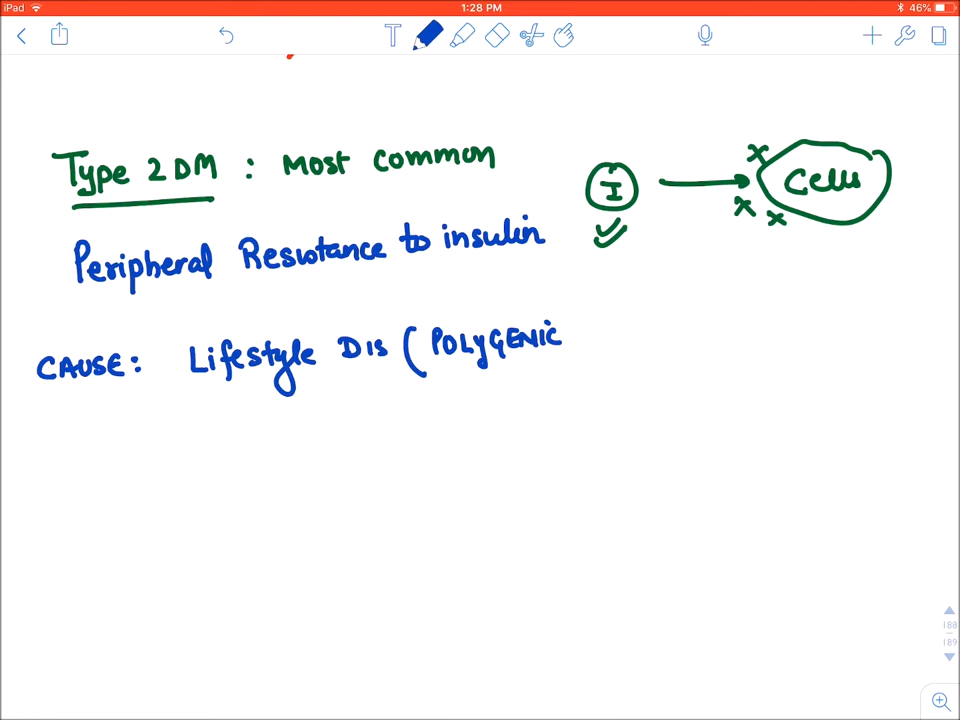 iPad 1:28 PM 46%
T
Type 2 DM : Most common
I
Cells
Peripheral Resistance to insulin
CAUSE: Lifestyle DIS (POLYGENIC
188
189